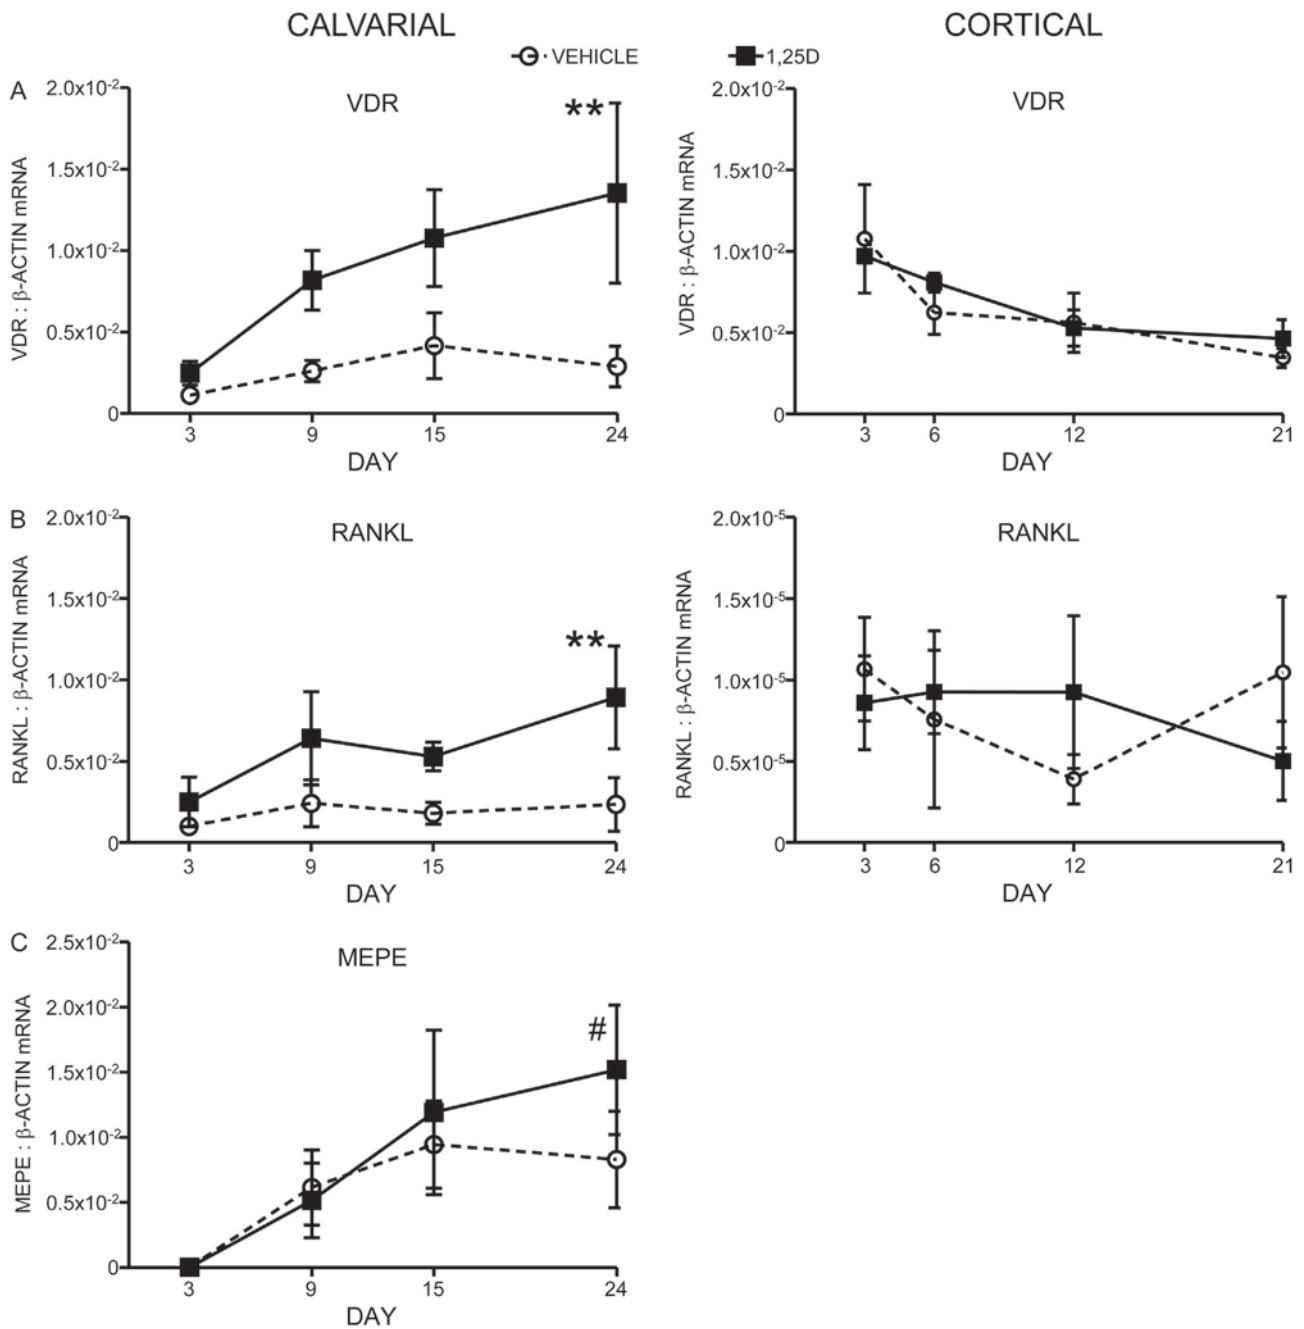 CALVARIAL CORTICAL
VEHICLE 1,25D
A
VDR
**
VDR : β-ACTIN mRNA
2.0x10-2
1.5x10-2
1.0x10-2
0.5x10-2
0
3 9 15 24
DAY
VDR
VDR : β-ACTIN mRNA
2.0x10-2
1.5x10-2
1.0x10-2
0.5x10-2
0
3 6 12 21
DAY
B
RANKL
**
RANKL : β-ACTIN mRNA
2.0x10-2
1.5x10-2
1.0x10-2
0.5x10-2
0
3 9 15 24
DAY
RANKL
RANKL : β-ACTIN mRNA
2.0x10-5
1.5x10-5
1.0x10-5
0.5x10-5
0
3 6 12 21
DAY
C
MEPE
#
MEPE : β-ACTIN mRNA
2.5x10-2
2.0x10-2
1.5x10-2
1.0x10-2
0.5x10-2
0
3 9 15 24
DAY